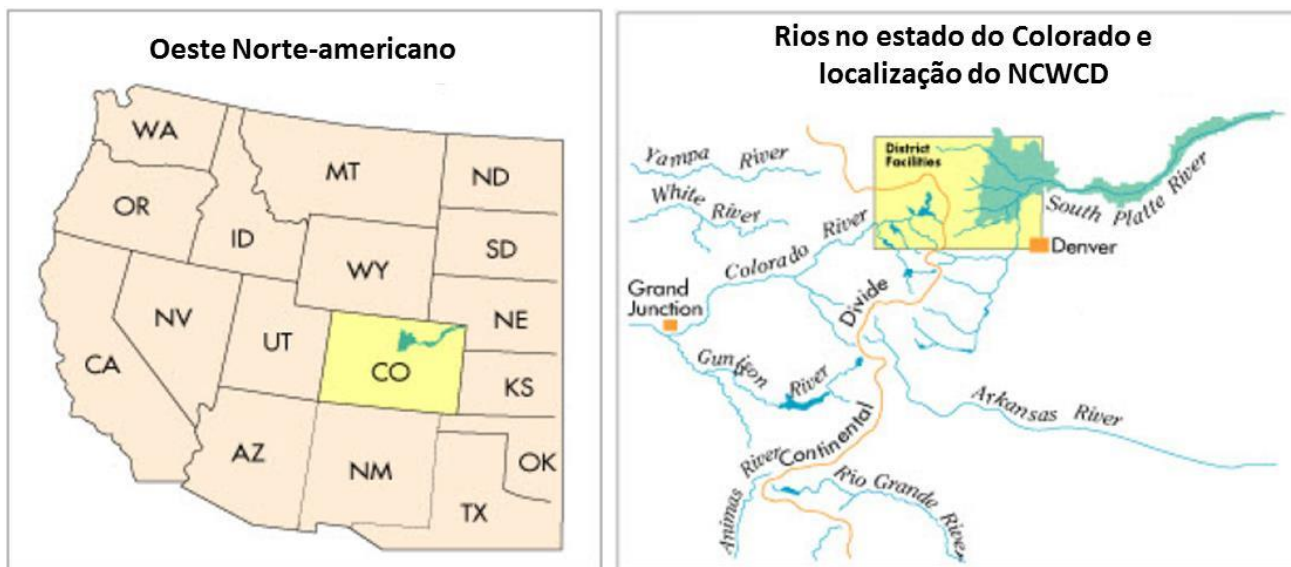 Oeste Norte-americano
WA
MT
ND
OR
ID
SD
WY
NV
NE
UT
CA
CO
KS
AZ
NM
OK
TX
Rios no estado do Colorado e
localização do NCWCD
District
Facilities
Yampa River
White River
South Platte River
Colorado River
Denver
Grand
Junction
Continental Divide
Gunison River
Arkansas River
Animas River
Rio Grande River